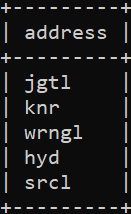 +---------+
| address |
+---------+
| jgtl |
| knr |
| wrngl |
| hyd |
| srcl |
+---------+